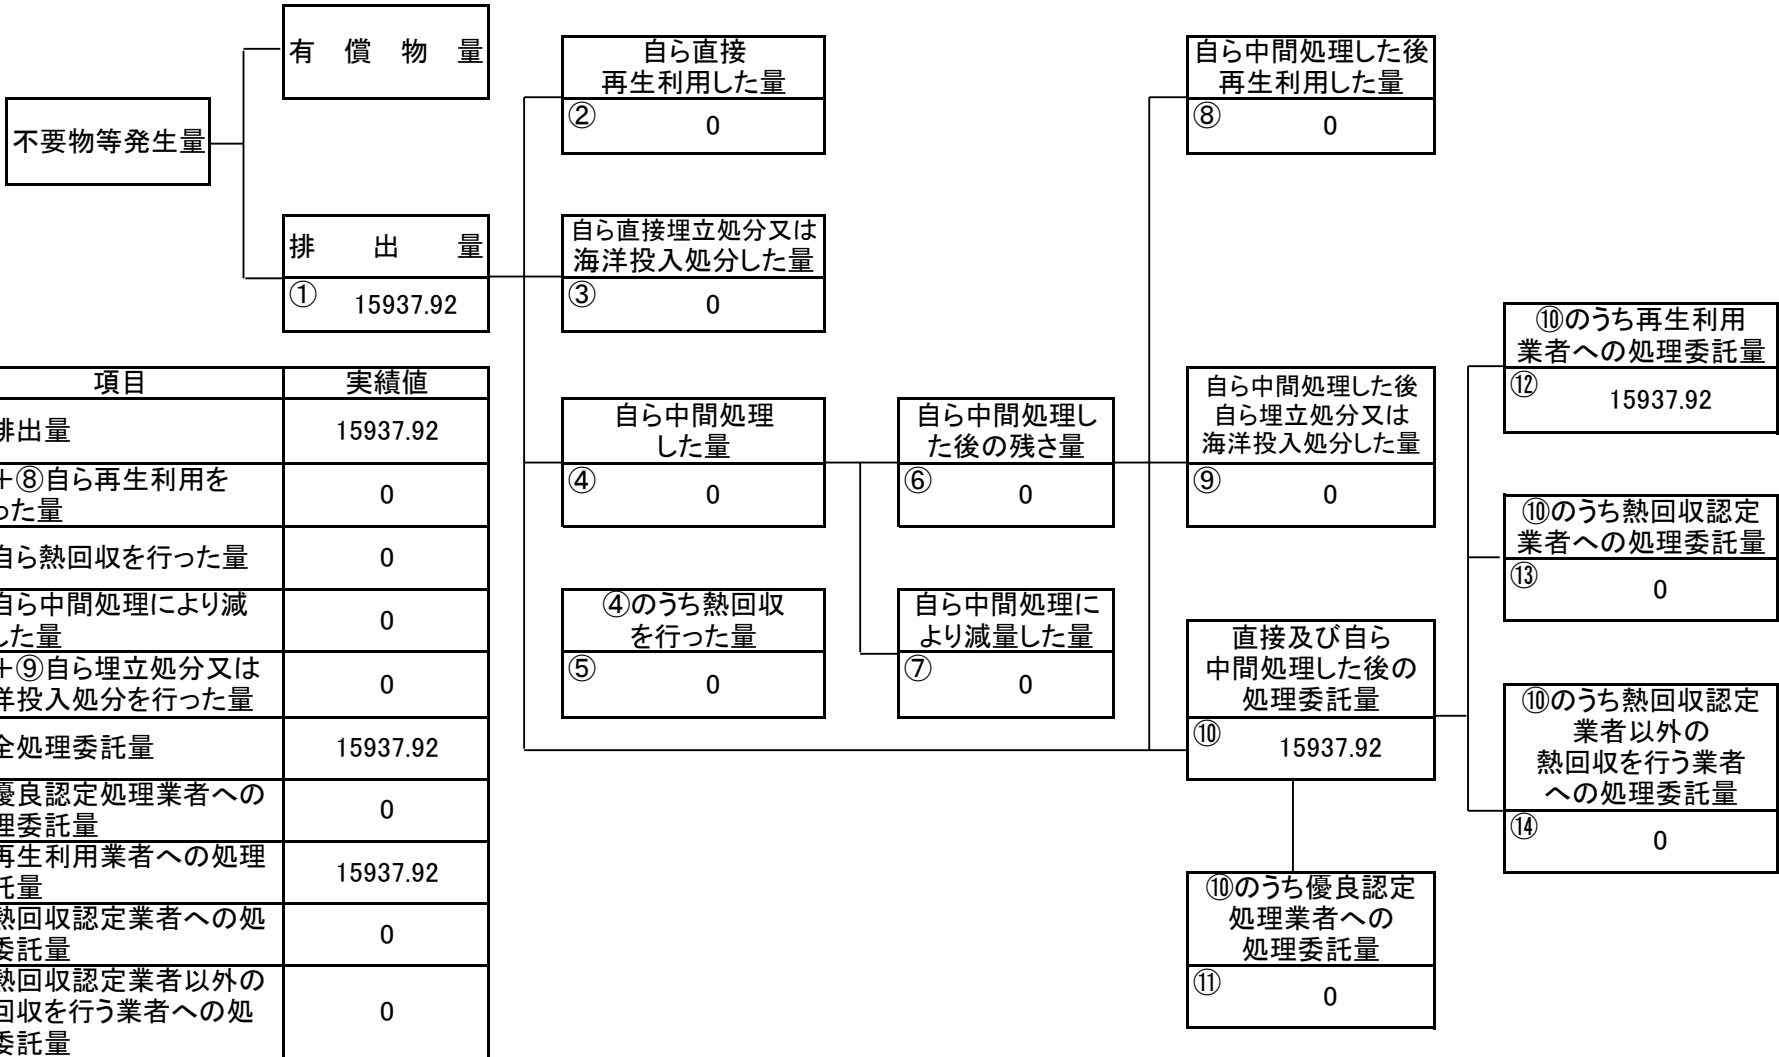 有償物量
不要物等発生量
排出量
① 15937.92
自ら直接
再生利用した量
② 0
自ら直接埋立処分又は
海洋投入処分した量
③ 0
自ら中間処理
した量
④ 0
④のうち熱回収
を行った量
⑤ 0
自ら中間処理し
た後の残さ量
⑥ 0
自ら中間処理に
より減量した量
⑦ 0
自ら中間処理した後
再生利用した量
⑧ 0
自ら中間処理した後
自ら埋立処分又は
海洋投入処分した量
⑨ 0
直接及び自ら
中間処理した後の
処理委託量
⑩ 15937.92
⑩のうち優良認定
処理業者への
処理委託量
⑪ 0
⑩のうち再生利用
業者への処理委託量
⑫ 15937.92
⑩のうち熱回収認定
業者への処理委託量
⑬ 0
⑩のうち熱回収認定
業者以外の
熱回収を行う業者
への処理委託量
⑭ 0
項目 実績値
排出量 15937.92
+⑧自ら再生利用を
った量 0
自ら熱回収を行った量 0
自ら中間処理により減
した量 0
+⑨自ら埋立処分又は
洋投入処分を行った量 0
全処理委託量 15937.92
優良認定処理業者への
理委託量 0
再生利用業者への処理
託量 15937.92
熱回収認定業者への処
委託量 0
熱回収認定業者以外の
回収を行う業者への処
委託量 0